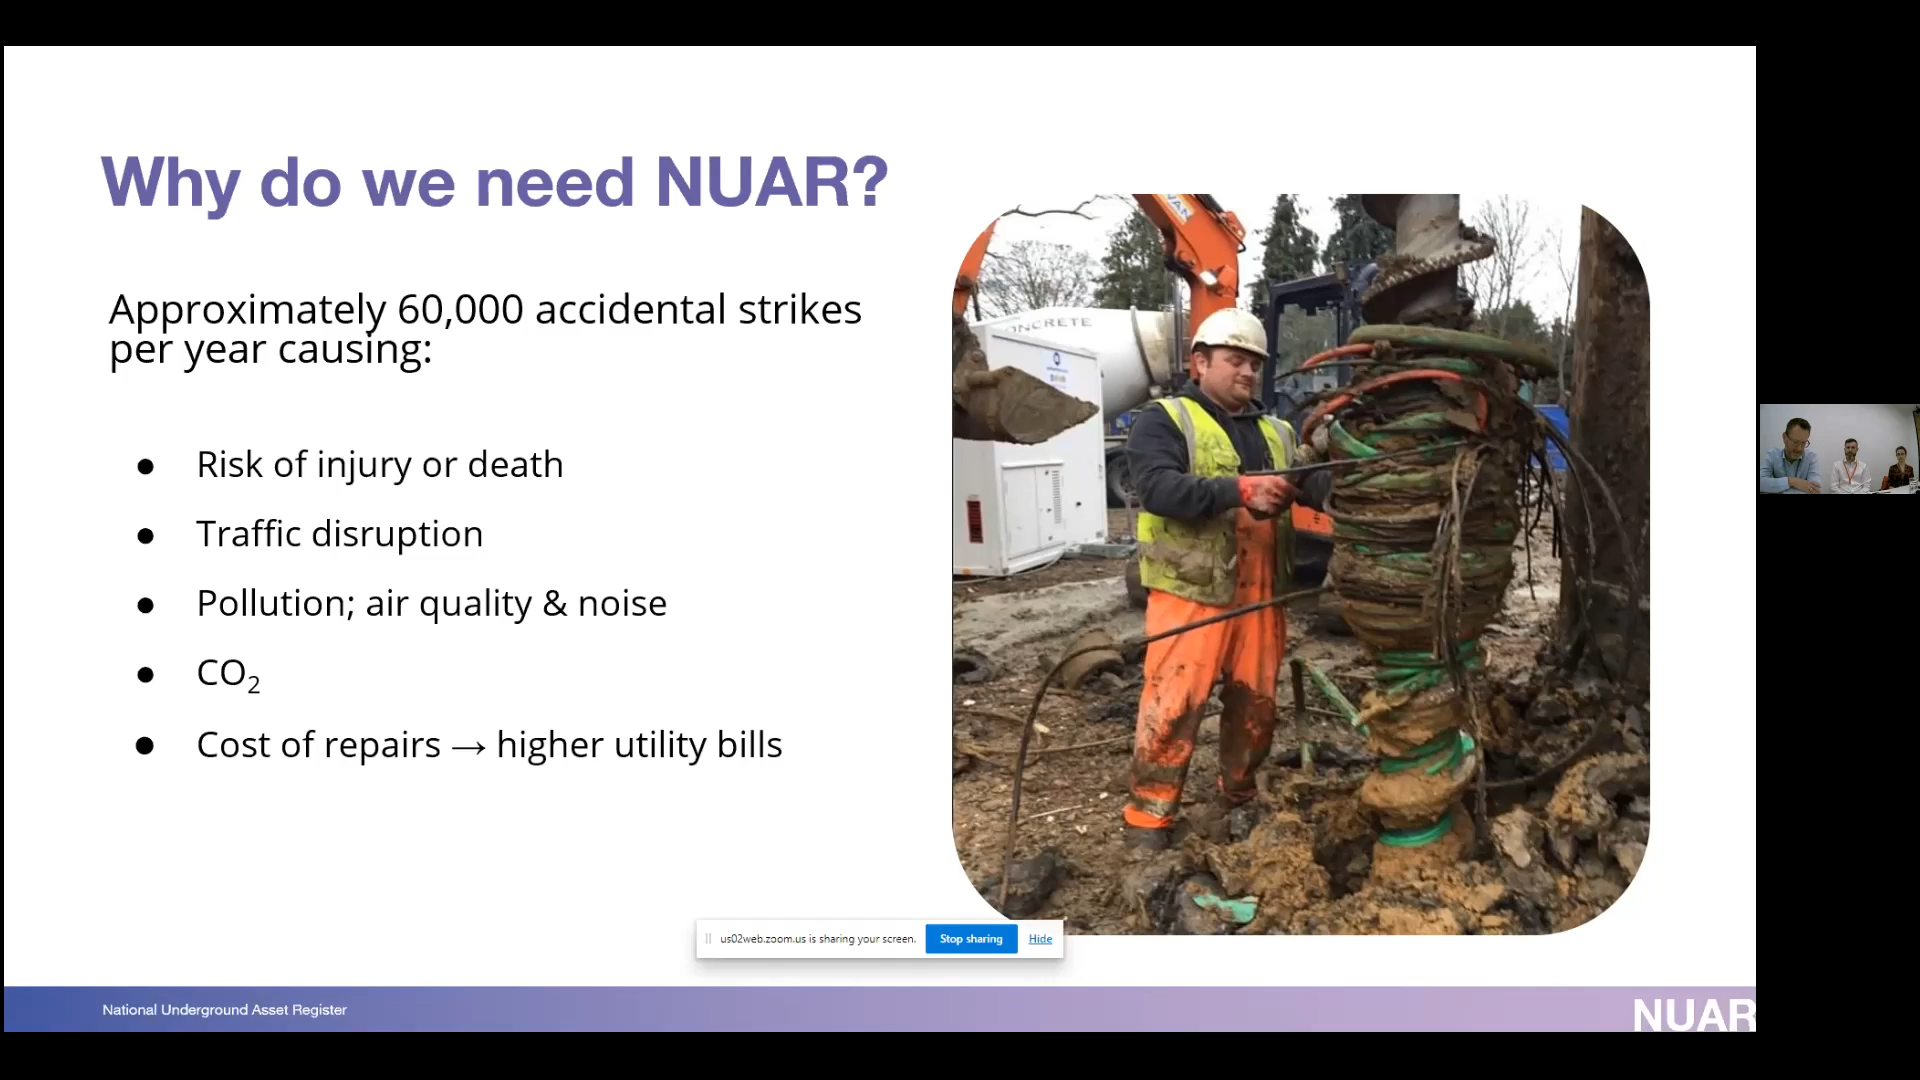 Why do we need NUAR?
Approximately 60,000 accidental strikes
per year causing:
● Risk of injury or death
● Traffic disruption
● Pollution; air quality & noise
● CO₂
● Cost of repairs → higher utility bills
VAN
ONCRETE
us02web.zoom.us is sharing your screen. Stop sharing Hide
National Underground Asset Register
NUAR